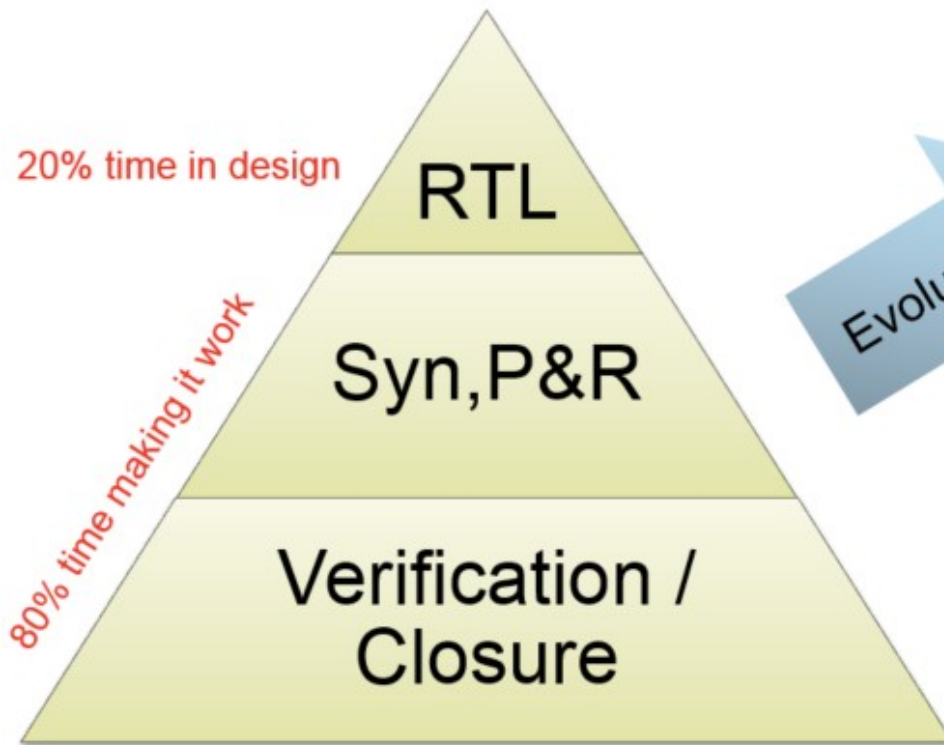 20% time in design
RTL
80% time making it work
Syn,P&R
Verification /
Closure